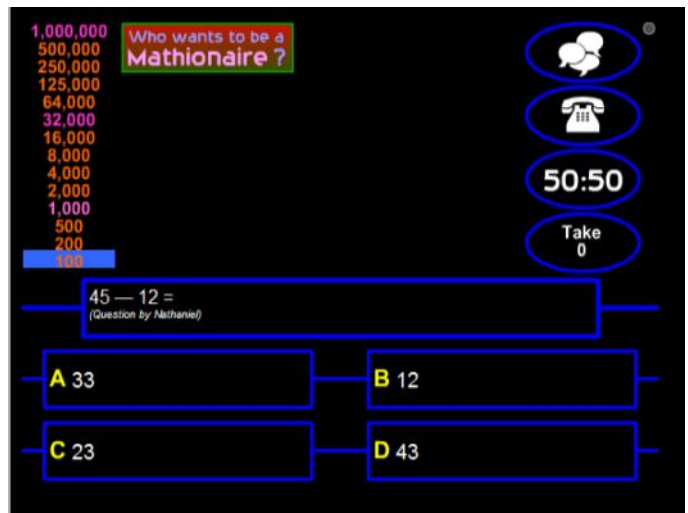 1,000,000
500,000
250,000
125,000
64,000
32,000
16,000
8,000
4,000
2,000
1,000
500
200
100
Who wants to be a
Mathionaire ?
50:50
Take
0
45 — 12 =
(Question by Nathaniel)
A 33
B 12
C 23
D 43